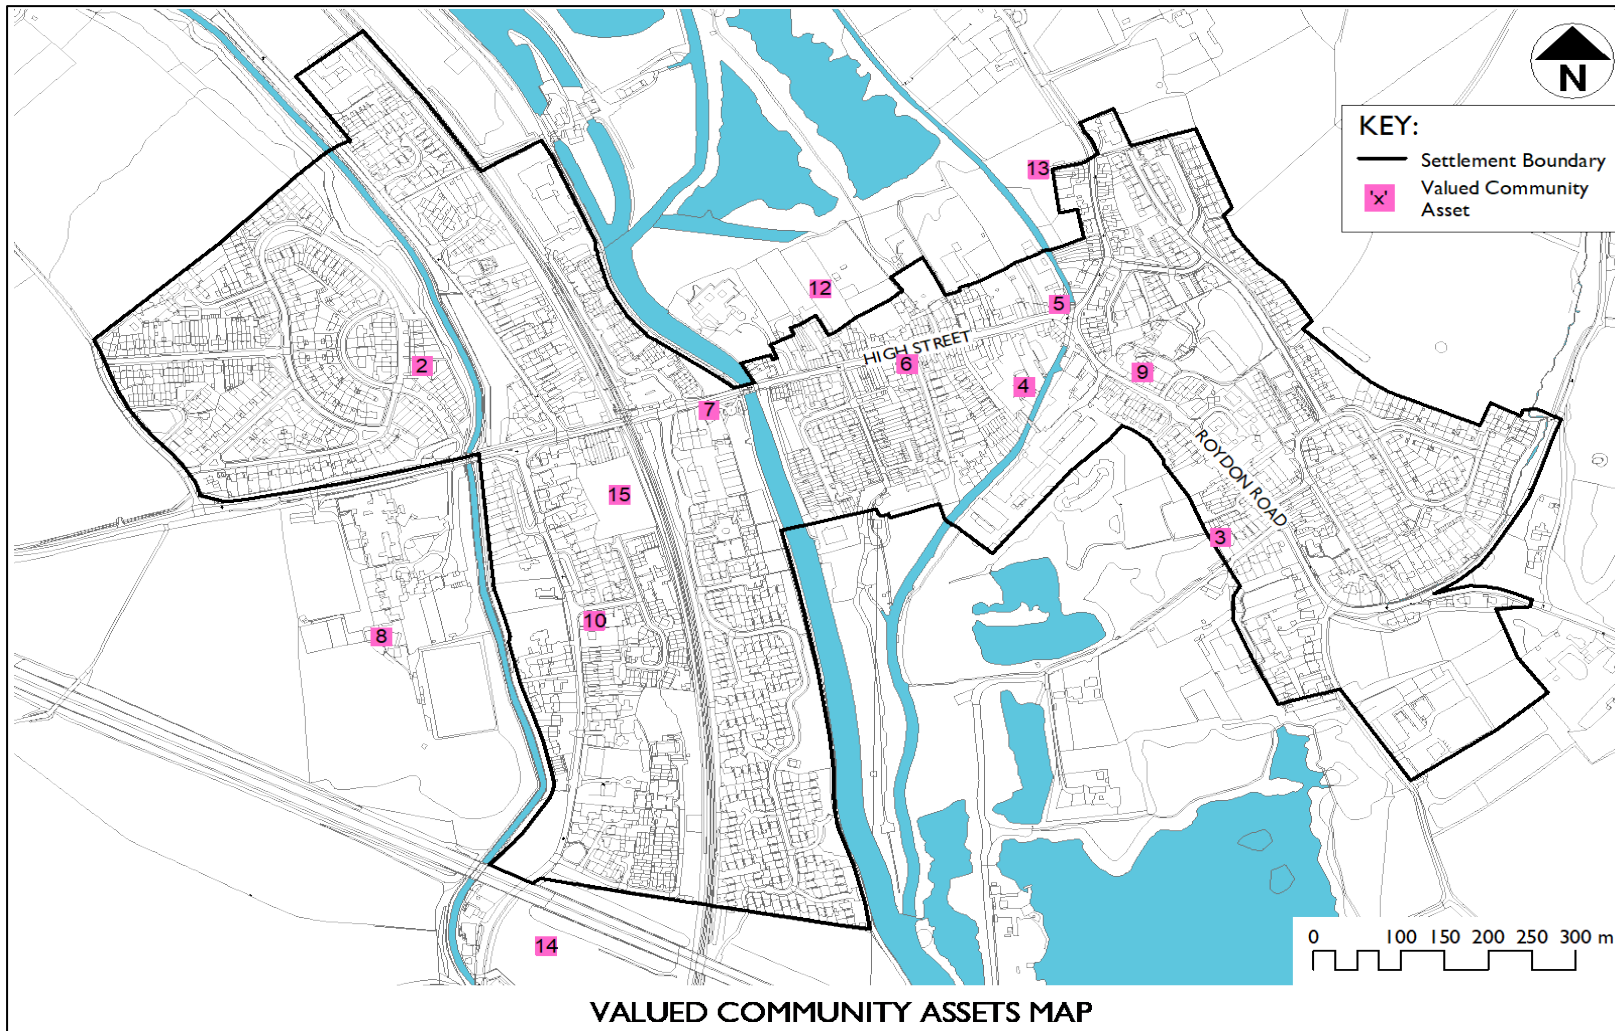 N
KEY:
Settlement Boundary
'x'
Valued Community
Asset
13
12
5
HIGH STREET
6
2
4
9
7
ROYDON ROAD
15
3
10
8
14
0 100 150 200 250 300 m
VALUED COMMUNITY ASSETS MAP